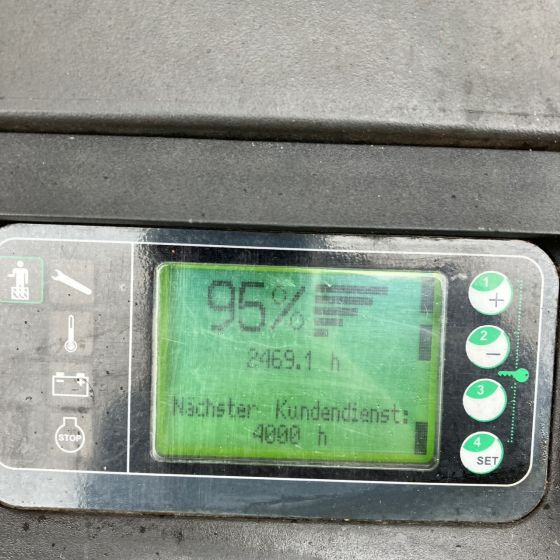 95%
2469.1 h
Nächster Kundendienst:
4000 h
STOP
1
+
2
−
3
4
SET